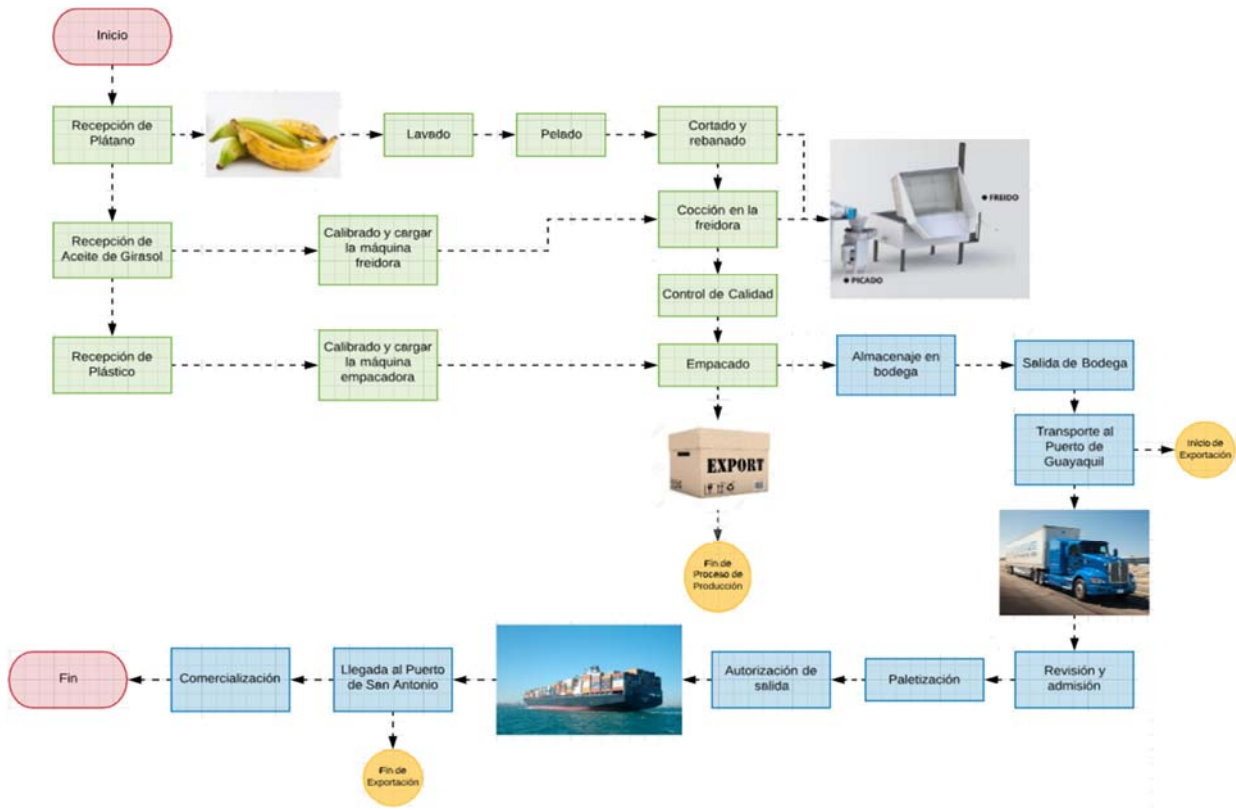 Inicio
Recepción de
Plátano
Lavado
Pelado
Cortado y
rebanado
FREIDO
PICADO
Recepción de
Aceite de Girasol
Calibrado y cargar
la máquina
freidora
Cocción en la
freidora
Control de Calidad
Recepción de
Plástico
Calibrado y cargar
la máquina
empacadora
Empacado
Almacenaje en
bodega
Salida de Bodega
Transporte al
Puerto de
Guayaquil
Inicio de
Exportación
EXPORT
Fin de
Proceso de
Producción
Fin
Comercialización
Llegada al Puerto
de San Antonio
Autorización de
salida
Paletización
Revisión y
admisión
Fin de
Exportación